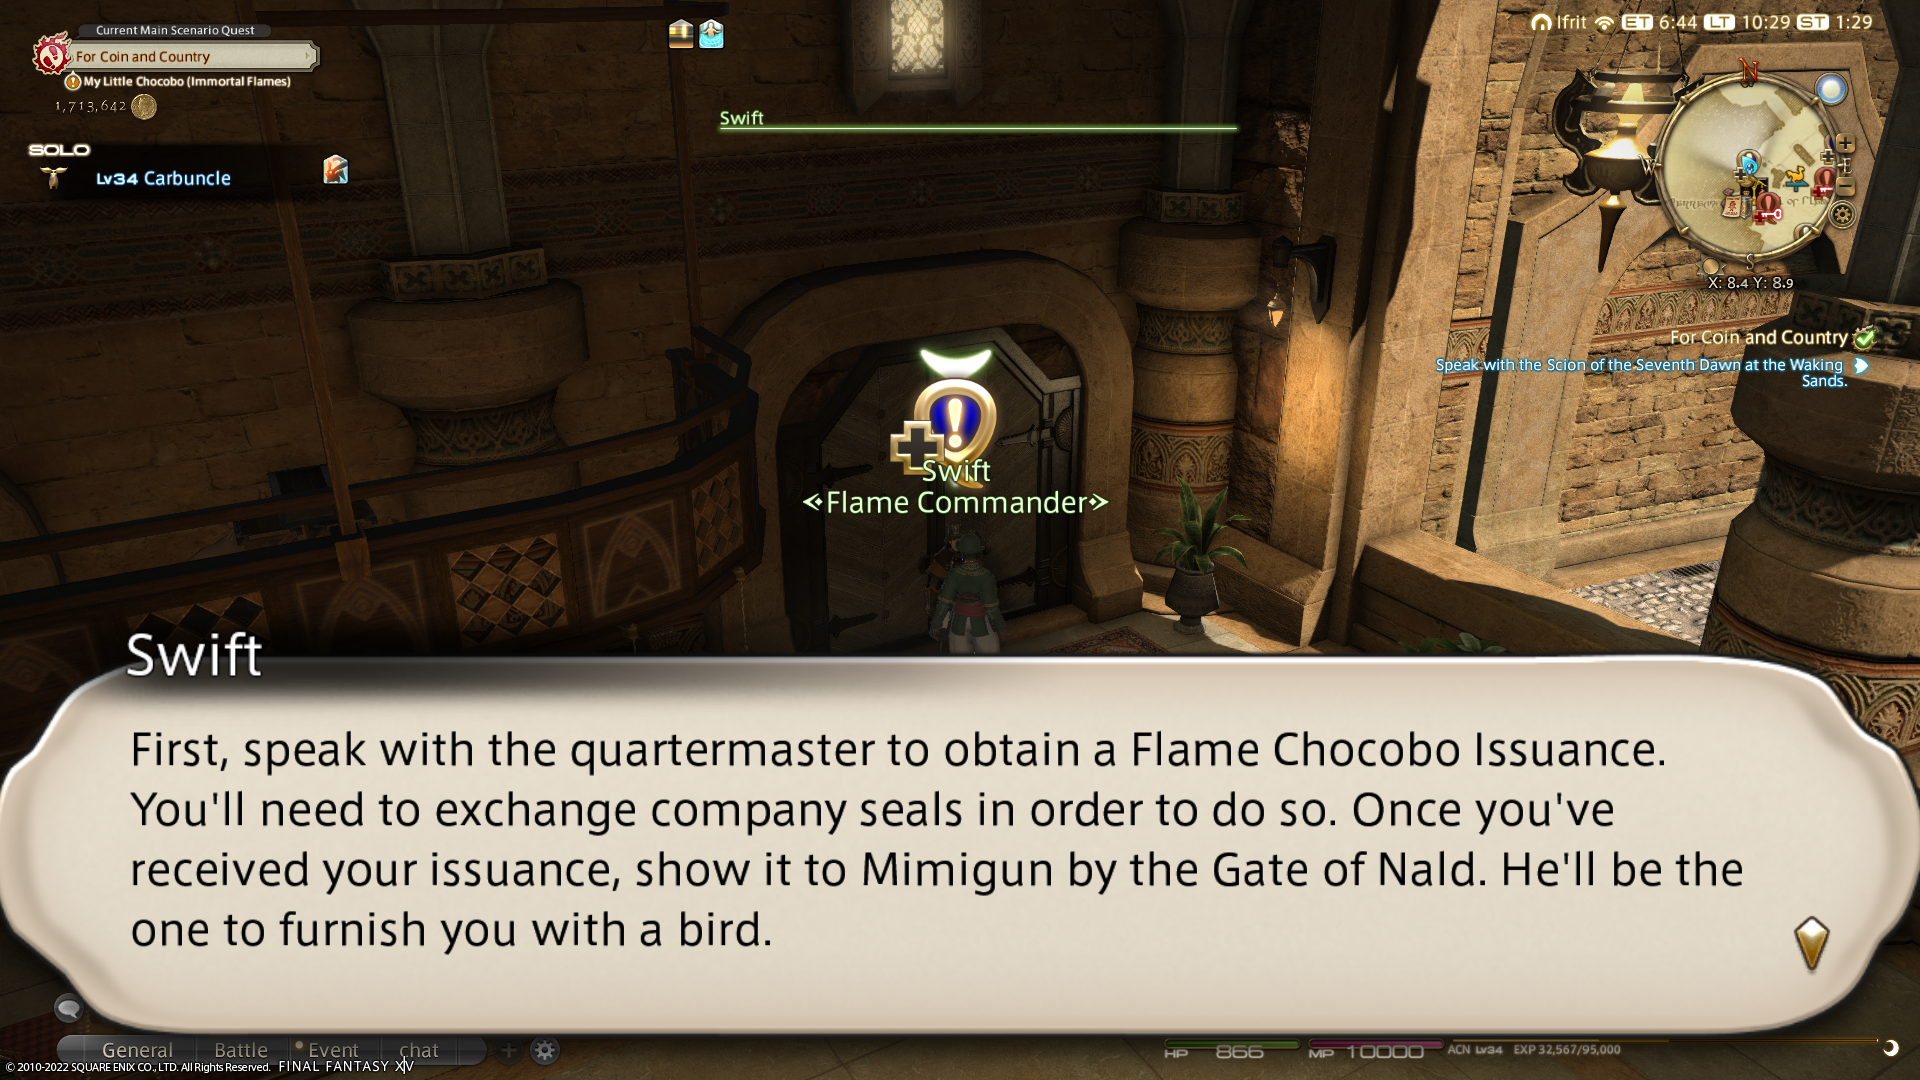 Current Main Scenario Quest
For Coin and Country
My Little Chocobo (Immortal Flames)
1,713,642
SOLO
Lv34 Carbuncle
Swift
Ifrit ET 6:44 LT 10:29 ST 1:29
N
W
S
X: 8.4 Y: 8.9
For Coin and Country
Speak with the Scion of the Seventh Dawn at the Waking
Sands.
Swift
Flame Commander
Swift
First, speak with the quartermaster to obtain a Flame Chocobo Issuance.
You'll need to exchange company seals in order to do so. Once you've
received your issuance, show it to Mimigun by the Gate of Nald. He'll be the
one to furnish you with a bird.
General Battle Event chat
HP 866 MP 10000 ACN Lv34 EXP 32,567/95,000
© 2010-2022 SQUARE ENIX CO., LTD. All Rights Reserved. FINAL FANTASY XIV